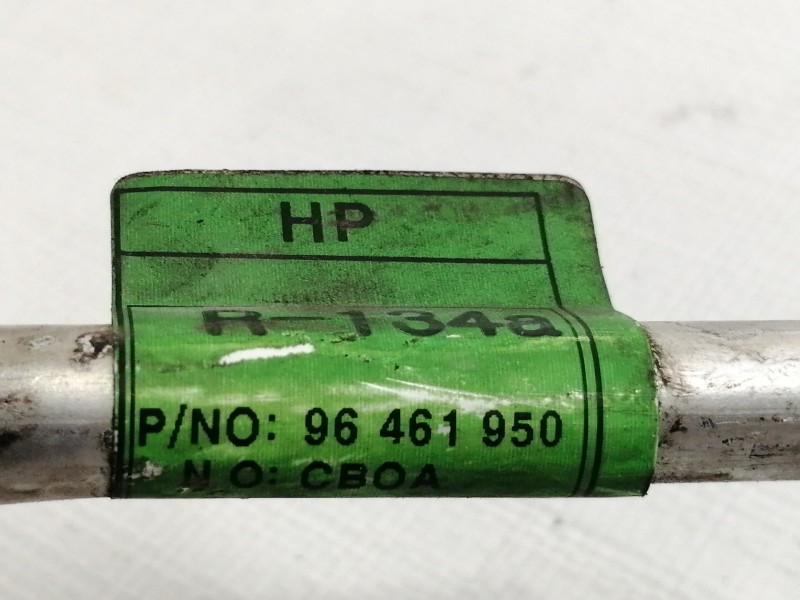 HP
R-134a
P/NO: 96 461 950
N O: CBOA